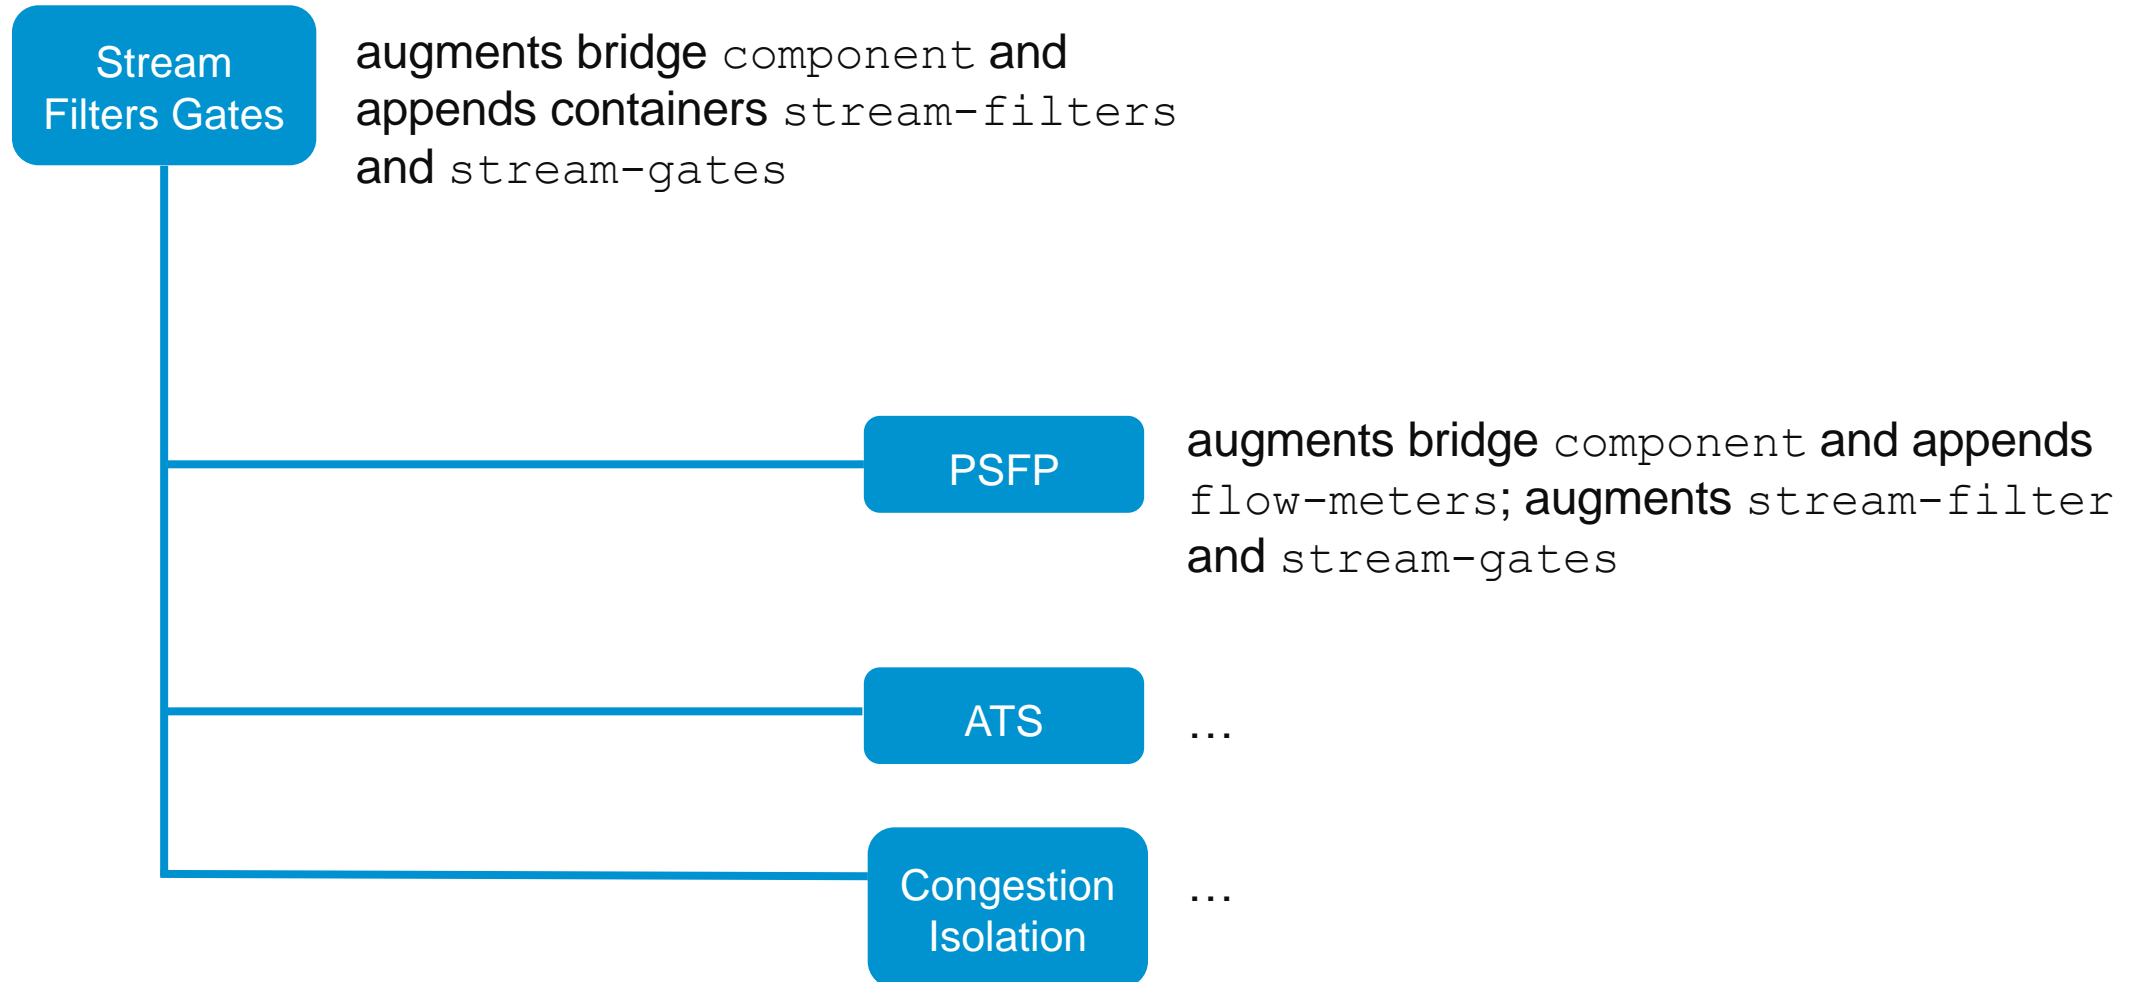 Stream
Filters Gates
augments bridge component and
appends containers stream-filters
and stream-gates
PSFP
augments bridge component and appends
flow-meters; augments stream-filter
and stream-gates
ATS
…
Congestion
Isolation
…